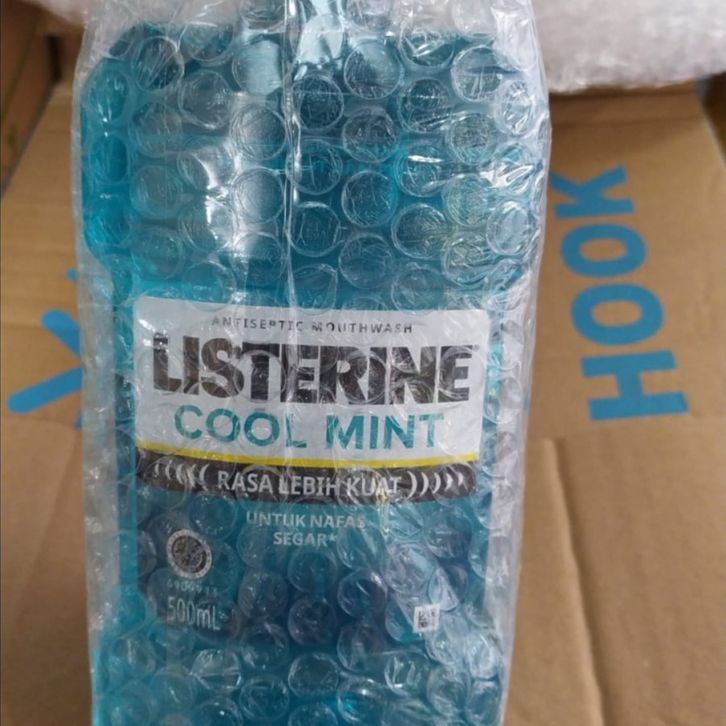 ANTISEPTIC MOUTHWASH
LISTERINE
COOL MINT
RASA LEBIH KUAT
UNTUK NAFAS
SEGAR*
500mL
HOOK